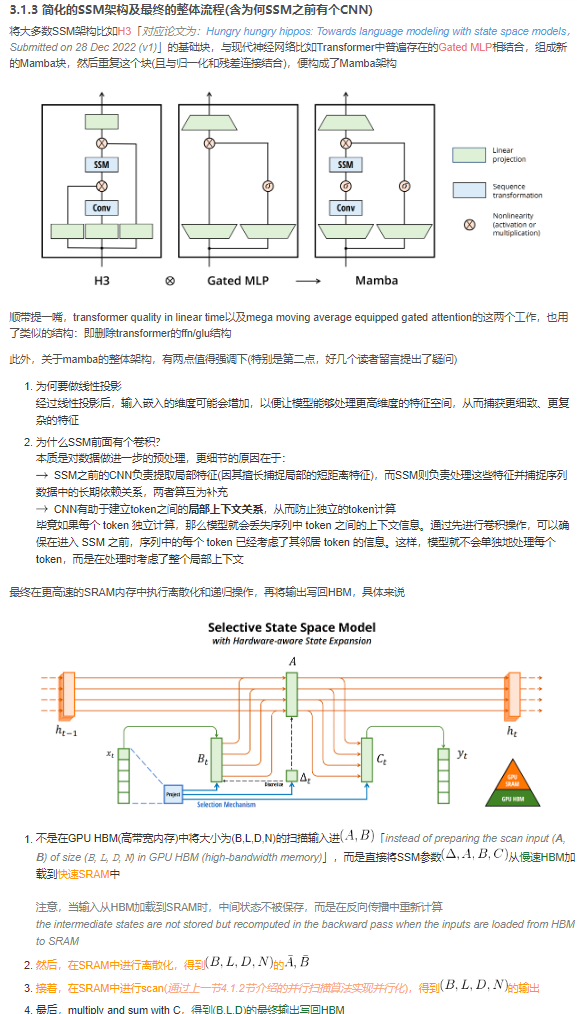 3.1.3 简化的SSM架构及最终的整体流程(含为何SSM之前有个CNN)
将大多数SSM架构比如H3「对应论文为：Hungry hungry hippos: Towards language modeling with state space models，
Submitted on 28 Dec 2022 (v1)」的基础块，与现代神经网络比如Transformer中普遍存在的Gated MLP相结合，组成新
的Mamba块，然后重复这个块(且与归一化和残差连接结合)，便构成了Mamba架构
SSM
Conv
SSM
Conv
σ
σ
σ
Linear
projection
Sequence
transformation
Nonlinearity
(activation or
multiplication)
H3 ⊗ Gated MLP → Mamba
顺带提一嘴，transformer quality in linear time以及mega moving average equipped gated attention的这两个工作，也用
了类似的结构：即删除transformer的ffn/glu结构
此外，关于mamba的整体架构，有两点值得强调下(特别是第二点，好几个读者留言提出了疑问)
1. 为何要做线性投影
经过线性投影后，输入嵌入的维度可能会增加，以便让模型能够处理更高维度的特征空间，从而捕获更细致、更复
杂的特征
2. 为什么SSM前面有个卷积？
本质是对数据做进一步的预处理，更细节的原因在于：
→ SSM之前的CNN负责提取局部特征(因其擅长捕捉局部的短距离特征)，而SSM则负责处理这些特征并捕捉序列
数据中的长期依赖关系，两者算互为补充
→ CNN有助于建立token之间的局部上下文关系，从而防止独立的token计算
毕竟如果每个 token 独立计算，那么模型就会丢失序列中 token 之间的上下文信息。通过先进行卷积操作，可以确
保在进入 SSM 之前，序列中的每个 token 已经考虑了其邻居 token 的信息。这样，模型就不会单独地处理每个
token，而是在处理时考虑了整个局部上下文
最终在更高速的SRAM内存中执行离散化和递归操作，再将输出写回HBM，具体来说
Selective State Space Model
with Hardware-aware State Expansion
A
hₜ₋₁
hₜ
xₜ
Bₜ
Cₜ
yₜ
Δₜ
Discretize
Project
Selection Mechanism
GPU
SRAM
GPU HBM
1. 不是在GPU HBM(高带宽内存)中将大小为(B,L,D,N)的扫描输入进(A, B)「instead of preparing the scan input (A,
B) of size (B, L, D, N) in GPU HBM (high-bandwidth memory)」，而是直接将SSM参数(Δ, A, B, C)从慢速HBM加
载到快速SRAM中
注意，当输入从HBM加载到SRAM时，中间状态不被保存，而是在反向传播中重新计算
the intermediate states are not stored but recomputed in the backward pass when the inputs are loaded from HBM
to SRAM
2. 然后，在SRAM中进行离散化，得到(B, L, D, N)的Ā, B̄
3. 接着，在SRAM中进行scan(通过上一节4.1.2节介绍的并行扫描算法实现并行化)，得到(B, L, D, N)的输出
4. 最后，multiply and sum with C，得到(B,L,D)的最终输出写回HBM